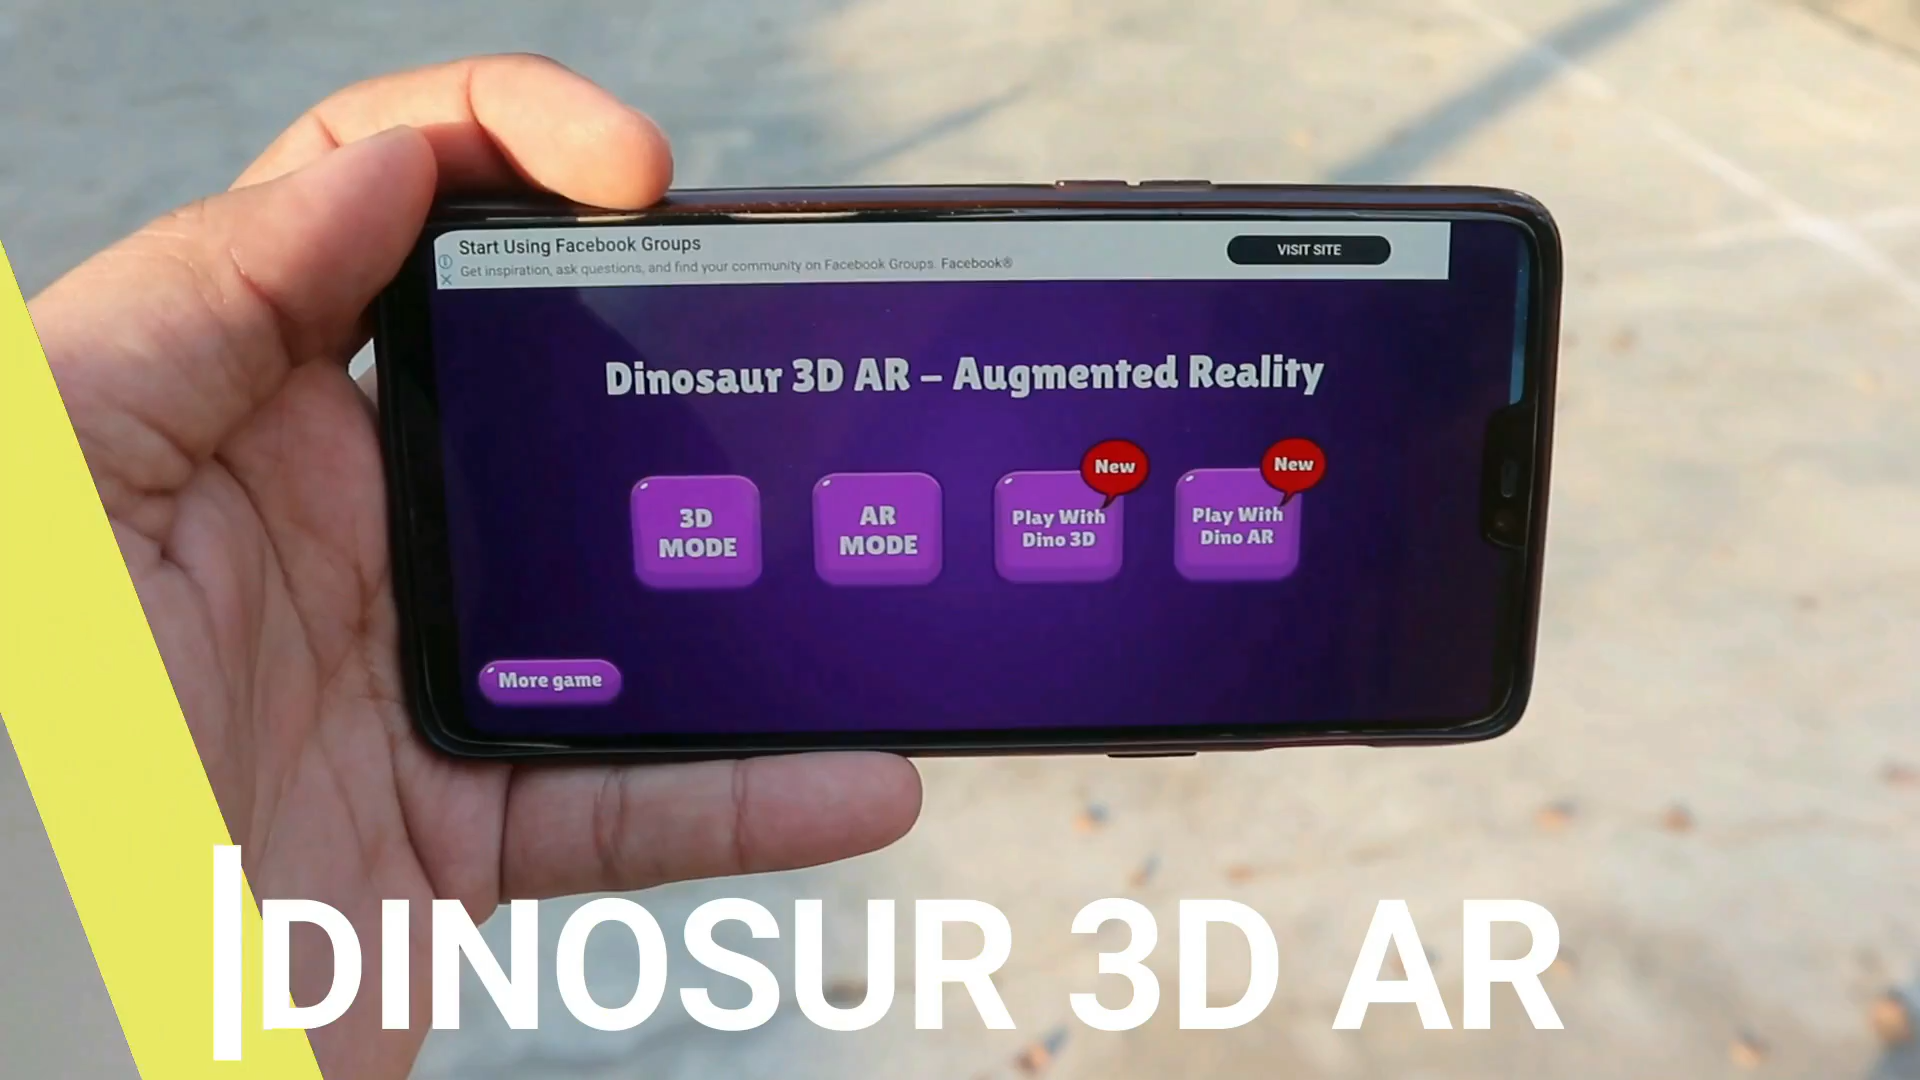 Start Using Facebook Groups
Get inspiration, ask questions, and find your community on Facebook Groups. Facebook®
VISIT SITE
Dinosaur 3D AR – Augmented Reality
3D
MODE
AR
MODE
New
Play With
Dino 3D
New
Play With
Dino AR
More game
DINOSUR 3D AR